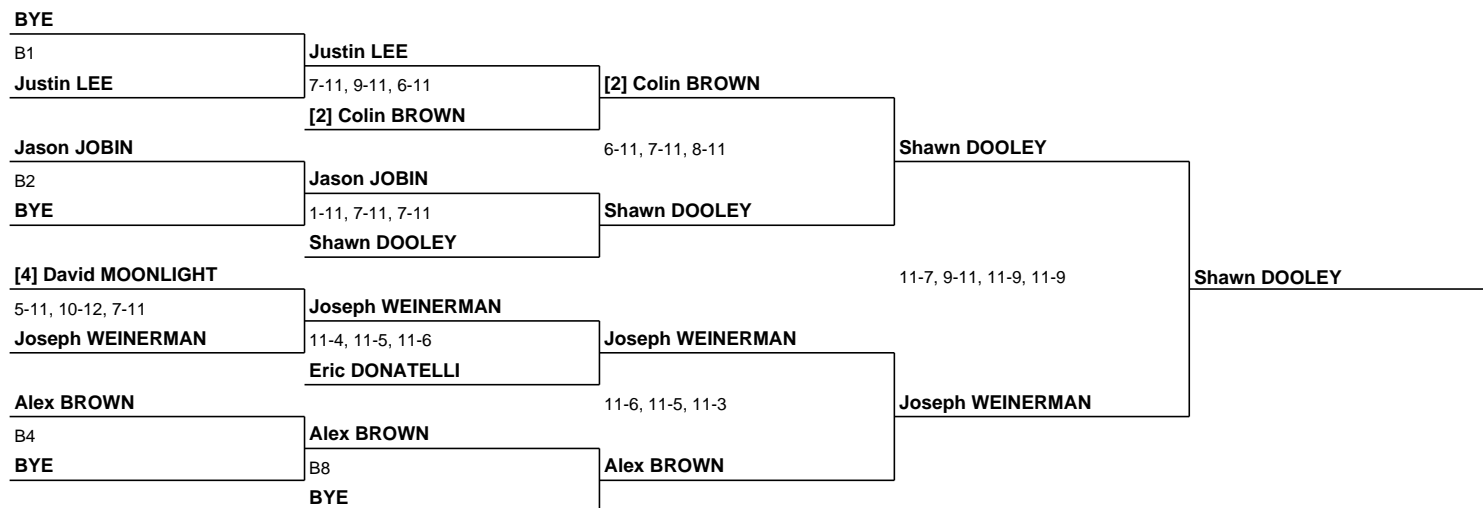 BYE
B1
Justin LEE
Justin LEE
7-11, 9-11, 6-11
[2] Colin BROWN
[2] Colin BROWN
Jason JOBIN
B2
BYE
Jason JOBIN
1-11, 7-11, 7-11
Shawn DOOLEY
6-11, 7-11, 8-11
Shawn DOOLEY
Shawn DOOLEY
[4] David MOONLIGHT
5-11, 10-12, 7-11
Joseph WEINERMAN
Joseph WEINERMAN
11-4, 11-5, 11-6
Eric DONATELLI
Joseph WEINERMAN
Alex BROWN
B4
BYE
Alex BROWN
B8
BYE
11-6, 11-5, 11-3
Alex BROWN
Joseph WEINERMAN
11-7, 9-11, 11-9, 11-9
Shawn DOOLEY